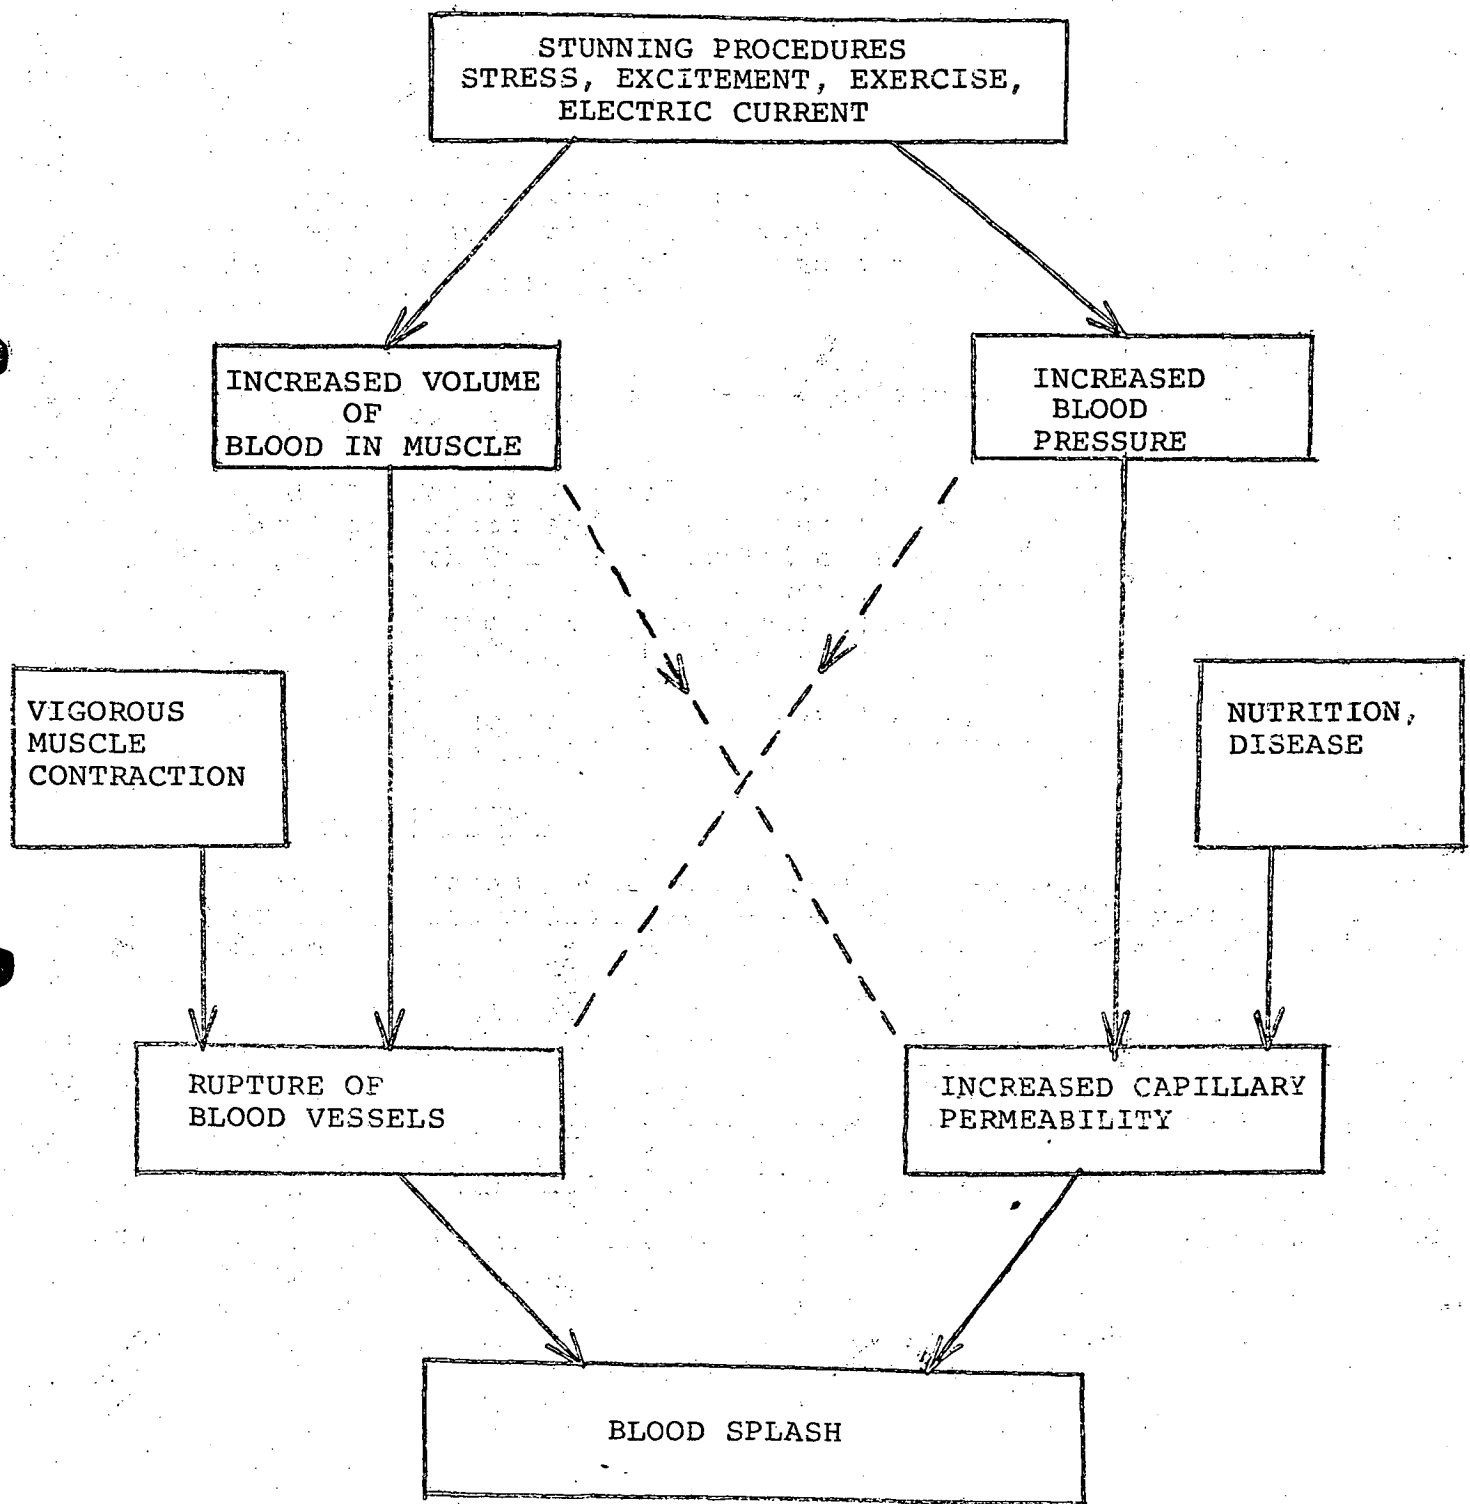 STUNNING PROCEDURES
STRESS, EXCITEMENT, EXERCISE,
ELECTRIC CURRENT
INCREASED VOLUME
OF
BLOOD IN MUSCLE
INCREASED
BLOOD
PRESSURE
VIGOROUS
MUSCLE
CONTRACTION
NUTRITION,
DISEASE
RUPTURE OF
BLOOD VESSELS
INCREASED CAPILLARY
PERMEABILITY
BLOOD SPLASH